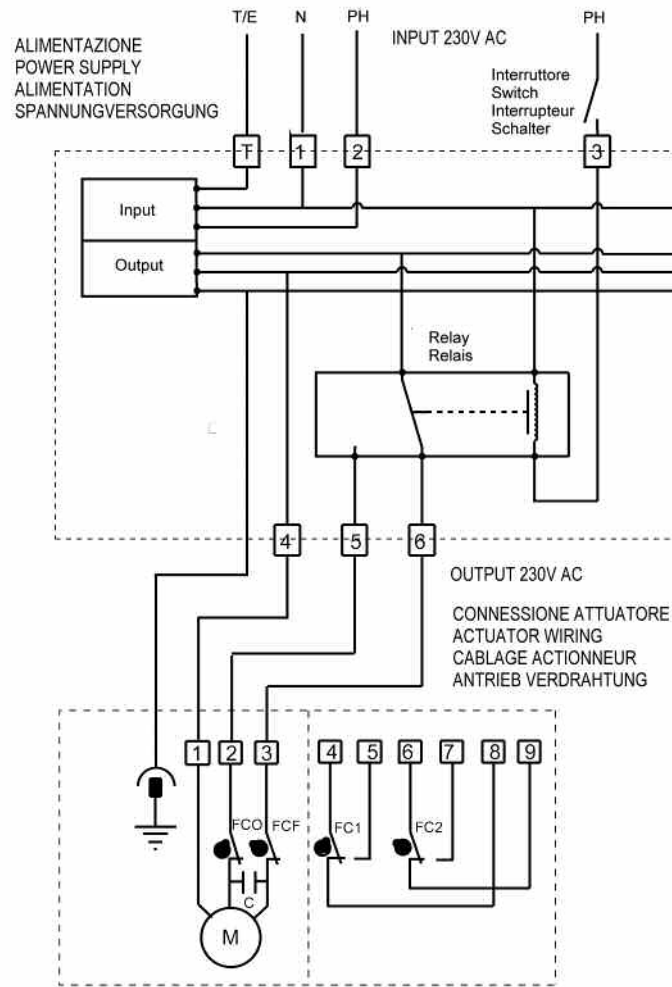 T/E N PH INPUT 230V AC PH
ALIMENTAZIONE
POWER SUPPLY
ALIMENTATION
SPANNUNGVERSORGUNG
Interruttore
Switch
Interrupteur
Schalter
T 1 2 3
Input
Output
Relay
Relais
4 5 6
OUTPUT 230V AC
CONNESSIONE ATTUATORE
ACTUATOR WIRING
CABLAGE ACTIONNEUR
ANTRIEB VERDRAHTUNG
1 2 3 4 5 6 7 8 9
FCO FCF FC1 FC2
C
M